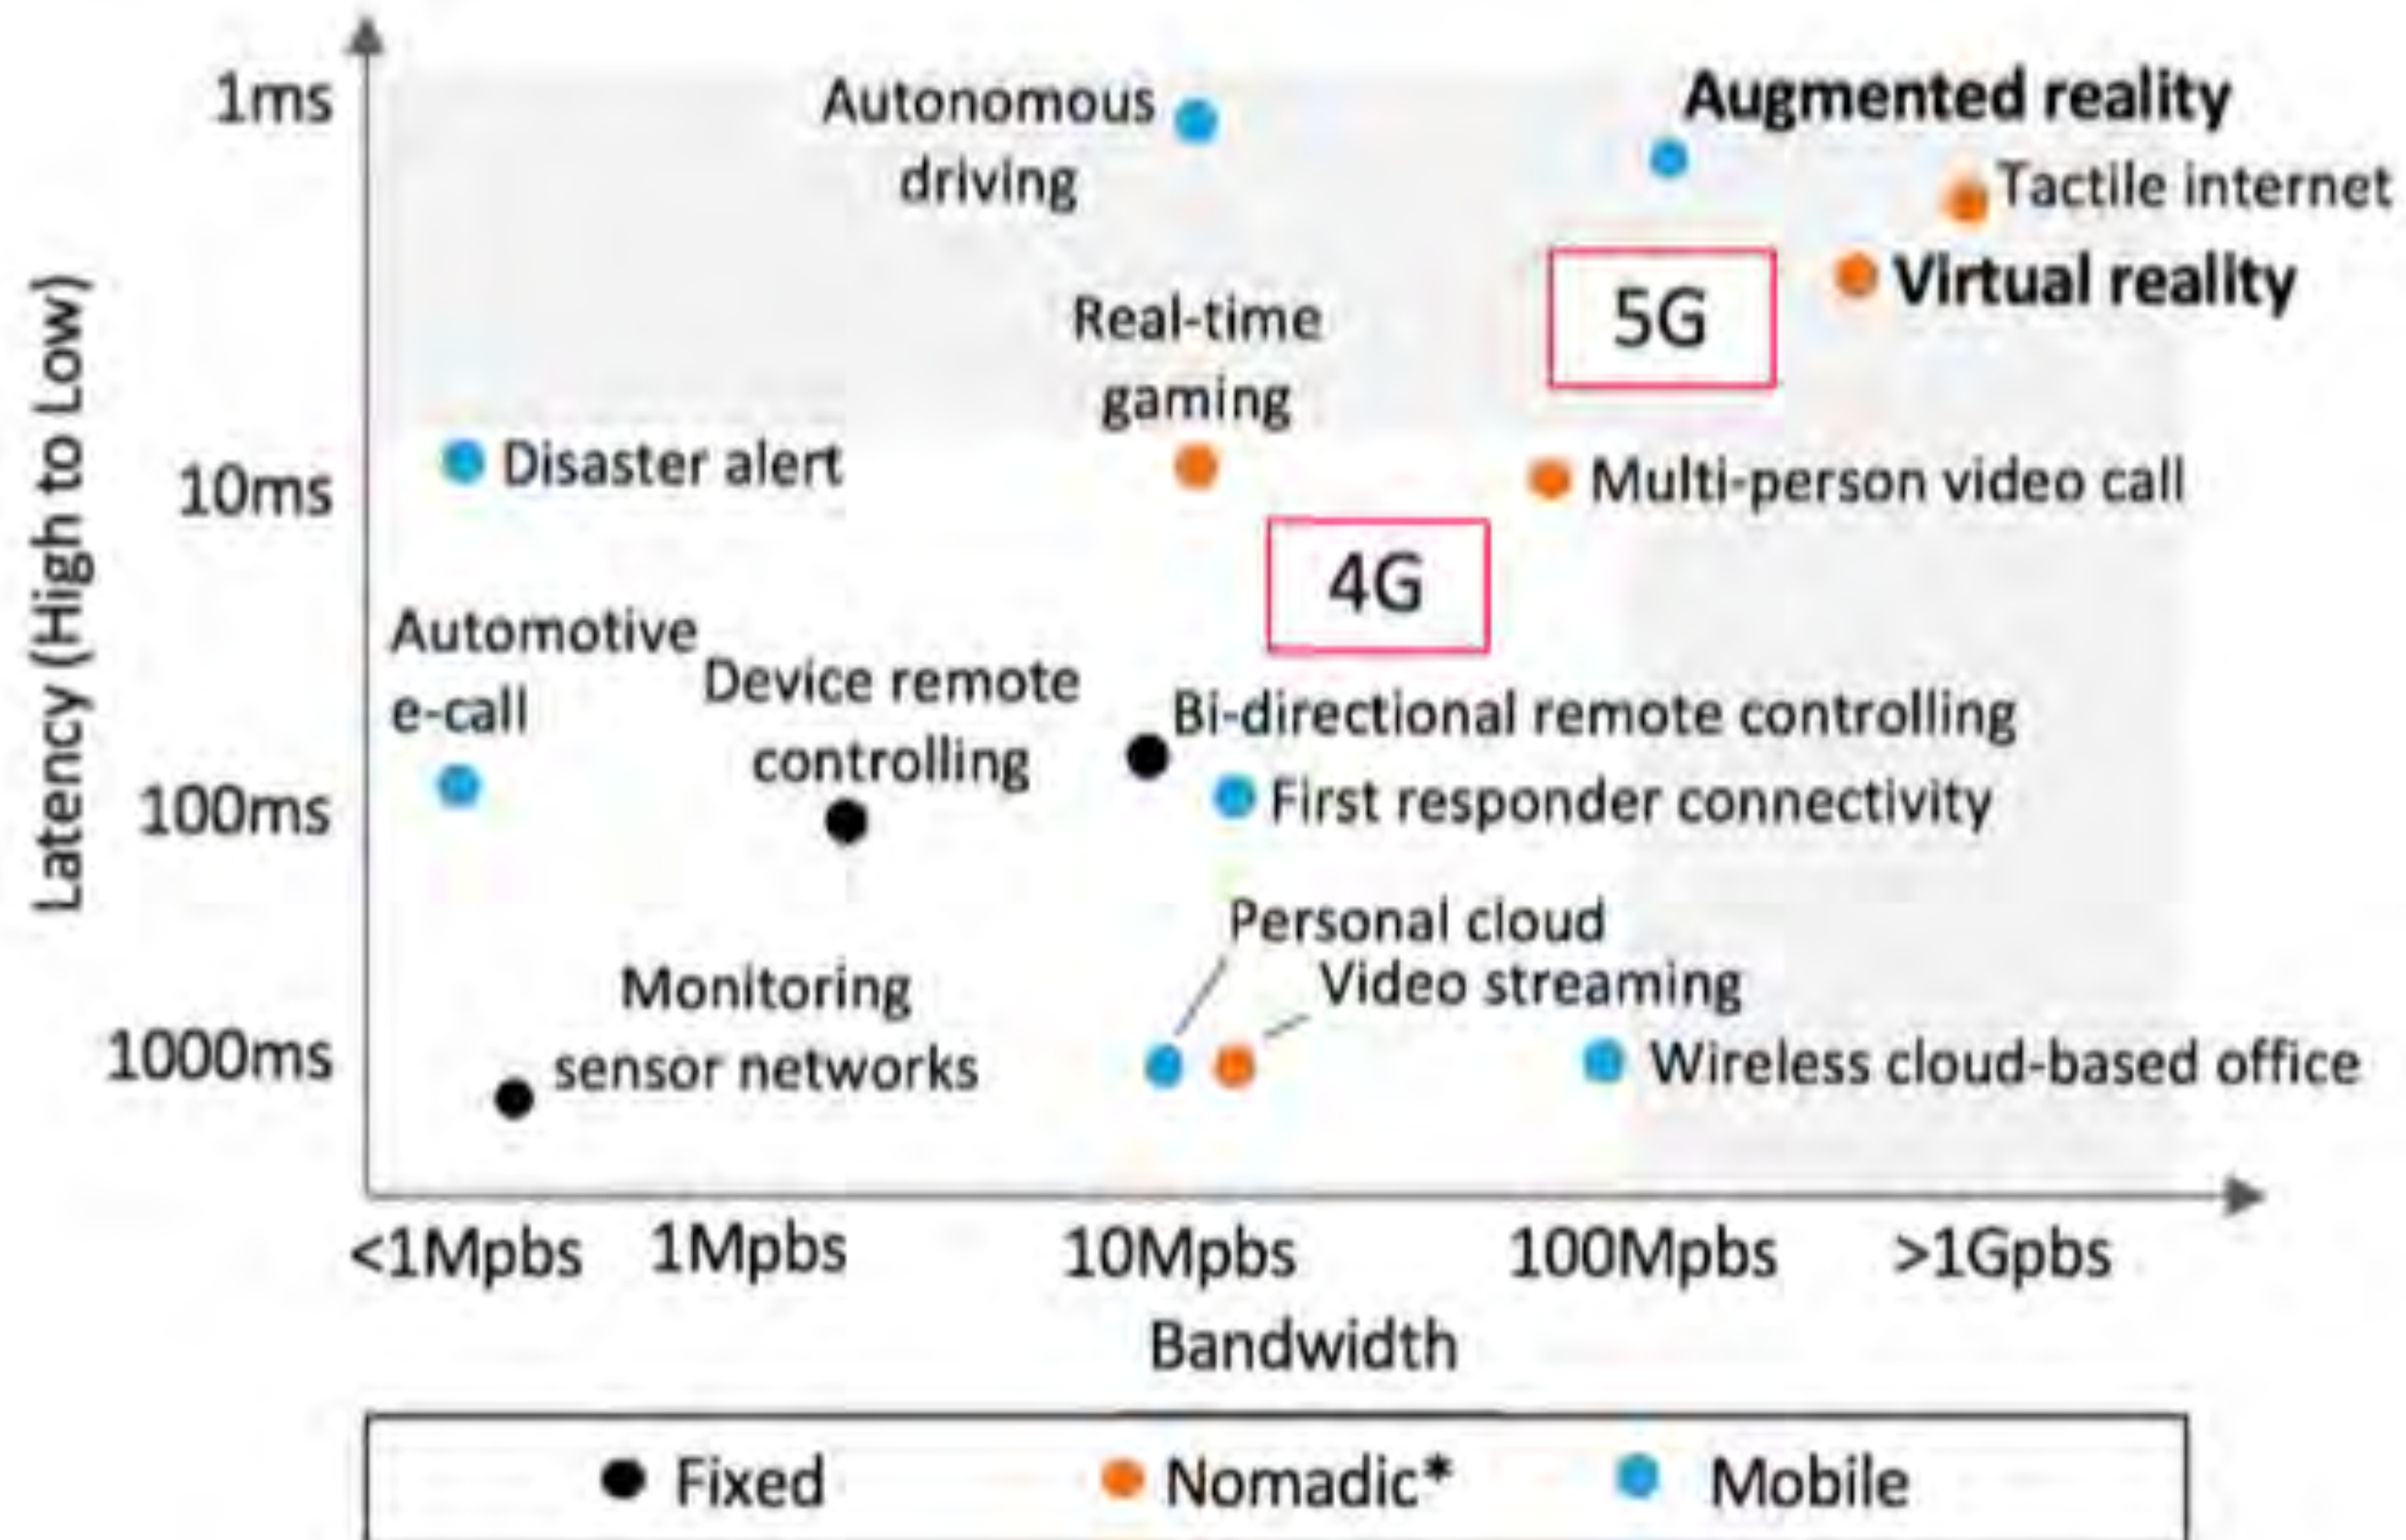 Latency (High to Low)
1ms
10ms
100ms
1000ms
Autonomous
driving
Augmented reality
Tactile internet
Virtual reality
5G
Real-time
gaming
Disaster alert
Multi-person video call
4G
Automotive
e-call
Device remote
controlling
Bi-directional remote controlling
First responder connectivity
Personal cloud
Video streaming
Monitoring
sensor networks
Wireless cloud-based office
<1Mpbs 1Mpbs 10Mpbs 100Mpbs >1Gpbs
Bandwidth
Fixed Nomadic* Mobile